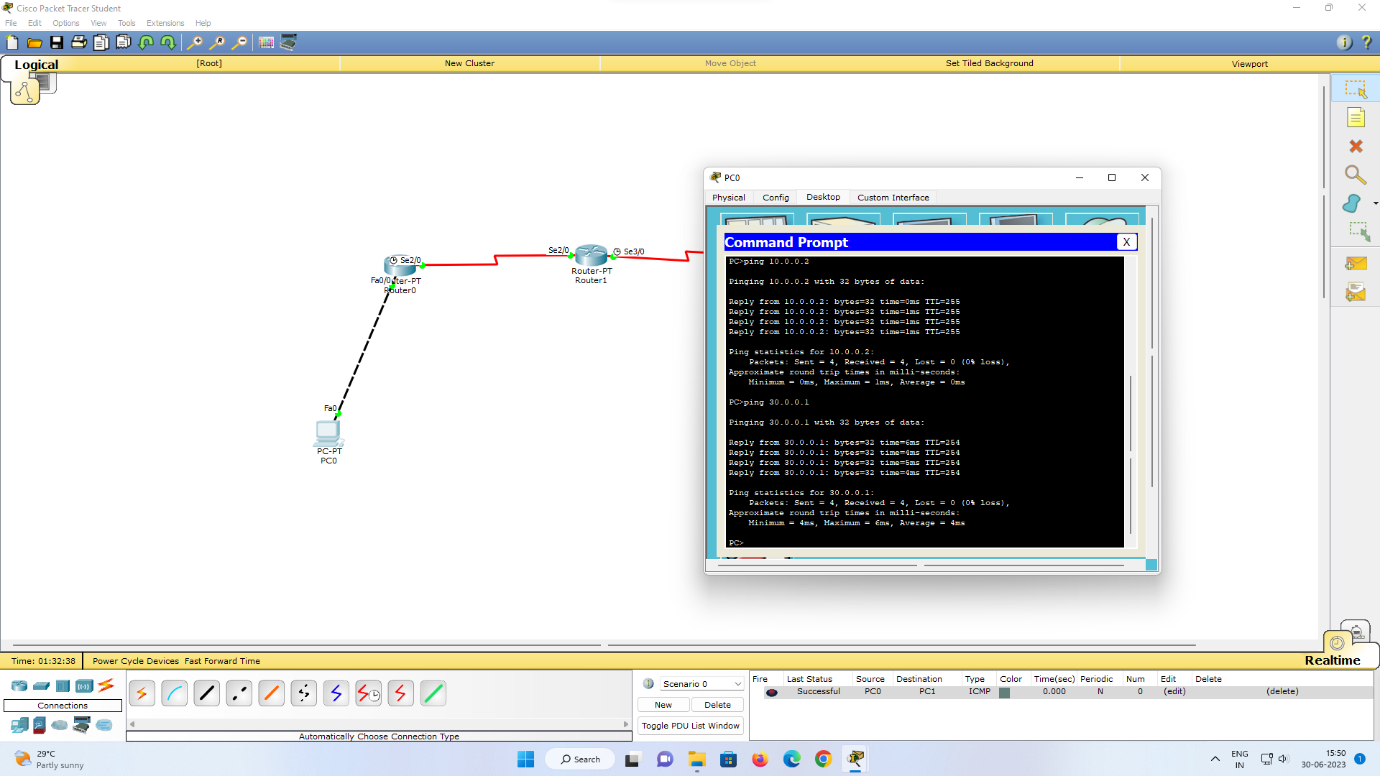 Cisco Packet Tracer Student
File Edit Options View Tools Extensions Help
Logical [Root] New Cluster Move Object Set Tiled Background Viewport
PC0
Physical Config Desktop Custom Interface
Command Prompt X
PC>ping 10.0.0.2
Pinging 10.0.0.2 with 32 bytes of data:
Reply from 10.0.0.2: bytes=32 time=0ms TTL=255
Reply from 10.0.0.2: bytes=32 time=1ms TTL=255
Reply from 10.0.0.2: bytes=32 time=1ms TTL=255
Reply from 10.0.0.2: bytes=32 time=1ms TTL=255
Ping statistics for 10.0.0.2:
Packets: Sent = 4, Received = 4, Lost = 0 (0% loss),
Approximate round trip times in milli-seconds:
Minimum = 0ms, Maximum = 1ms, Average = 0ms
PC>ping 30.0.0.1
Pinging 30.0.0.1 with 32 bytes of data:
Reply from 30.0.0.1: bytes=32 time=6ms TTL=254
Reply from 30.0.0.1: bytes=32 time=4ms TTL=254
Reply from 30.0.0.1: bytes=32 time=5ms TTL=254
Reply from 30.0.0.1: bytes=32 time=4ms TTL=254
Ping statistics for 30.0.0.1:
Packets: Sent = 4, Received = 4, Lost = 0 (0% loss),
Approximate round trip times in milli-seconds:
Minimum = 4ms, Maximum = 6ms, Average = 4ms
PC>
Se2/0 Se3/0
Router-PT
Router1
Se2/0
Fa0/0 uter-PT
Router0
Fa0
PC-PT
PC0
Realtime
Time: 01:32:38 Power Cycle Devices Fast Forward Time
Connections
Automatically Choose Connection Type
Scenario 0
New Delete
Toggle PDU List Window
Fire Last Status Source Destination Type Color Time(sec) Periodic Num Edit Delete
Successful PC0 PC1 ICMP 0.000 N 0 (edit) (delete)
29°C
Partly sunny
Search
ENG
IN
15:50
30-06-2023
1